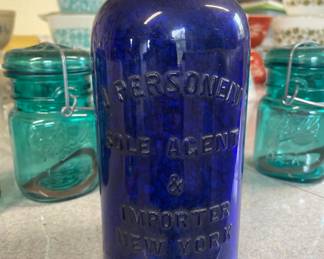 J PERSONENI
SOLE AGENT
&
IMPORTER
NEW YORK